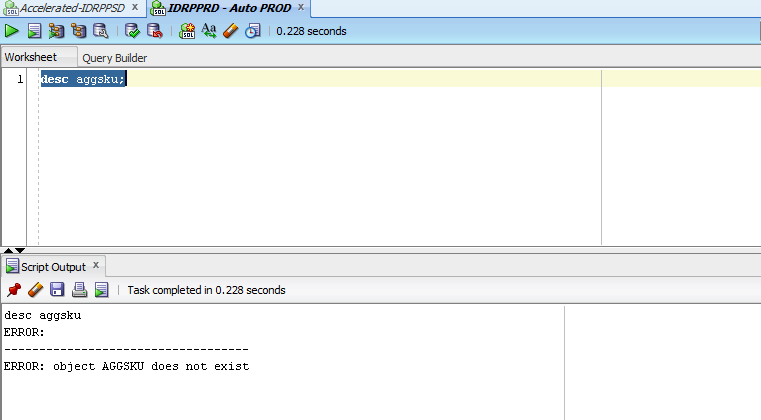 Accelerated-IDRPPSD x IDRPPRD - Auto PROD x
0.228 seconds
Worksheet Query Builder
1 desc aggsku;
Script Output x
Task completed in 0.228 seconds
desc aggsku
ERROR:
-----------------------------------
ERROR: object AGGSKU does not exist